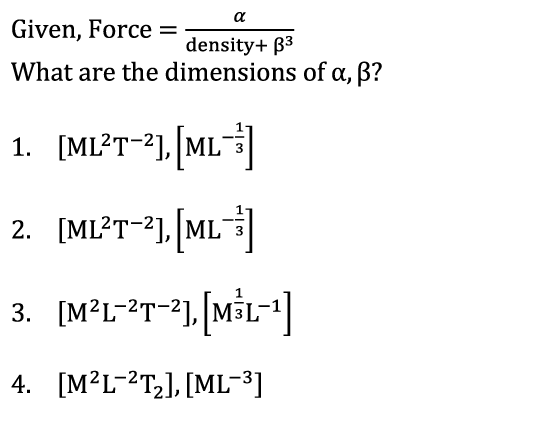 Given, Force = α / density+ β³
What are the dimensions of α, β?
1. [ML²T⁻²], [ML^{-1/3}]
2. [ML²T⁻²], [ML^{-1/3}]
3. [M²L⁻²T⁻²], [M^{1/3}L⁻¹]
4. [M²L⁻²T₂], [ML⁻³]